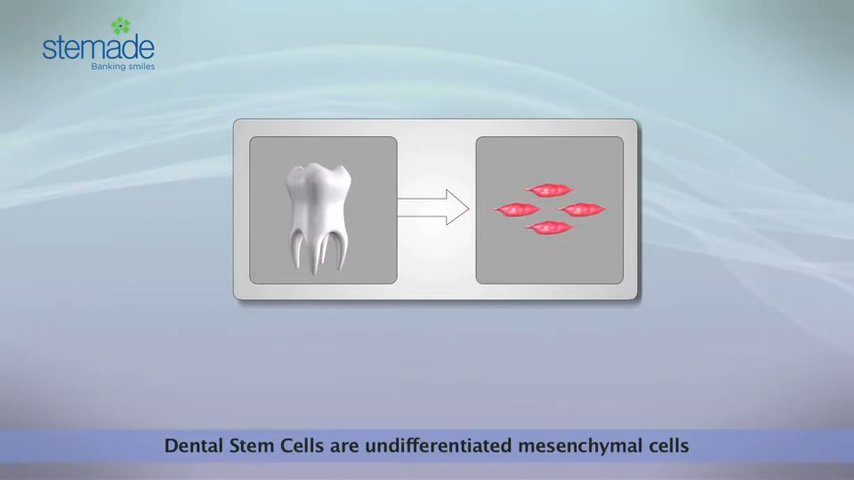 stemade
Banking smiles
Dental Stem Cells are undifferentiated mesenchymal cells